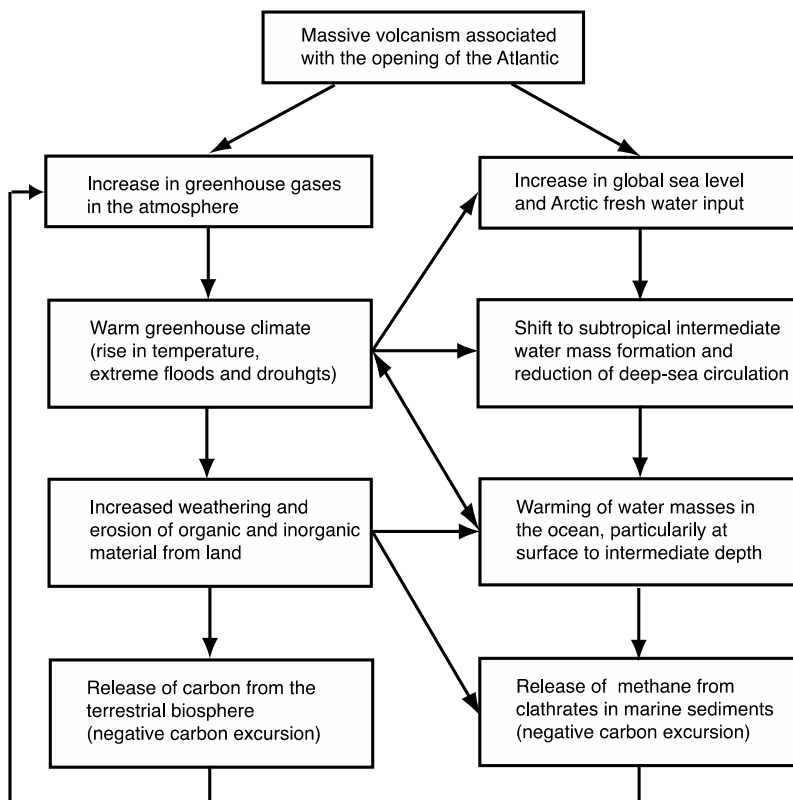 Massive volcanism associated
with the opening of the Atlantic
Increase in greenhouse gases
in the atmosphere
Increase in global sea level
and Arctic fresh water input
Warm greenhouse climate
(rise in temperature,
extreme floods and drouhgts)
Shift to subtropical intermediate
water mass formation and
reduction of deep-sea circulation
Increased weathering and
erosion of organic and inorganic
material from land
Warming of water masses in
the ocean, particularily at
surface to intermediate depth
Release of carbon from the
terrestrial biosphere
(negative carbon excursion)
Release of methane from
clathrates in marine sediments
(negative carbon excursion)